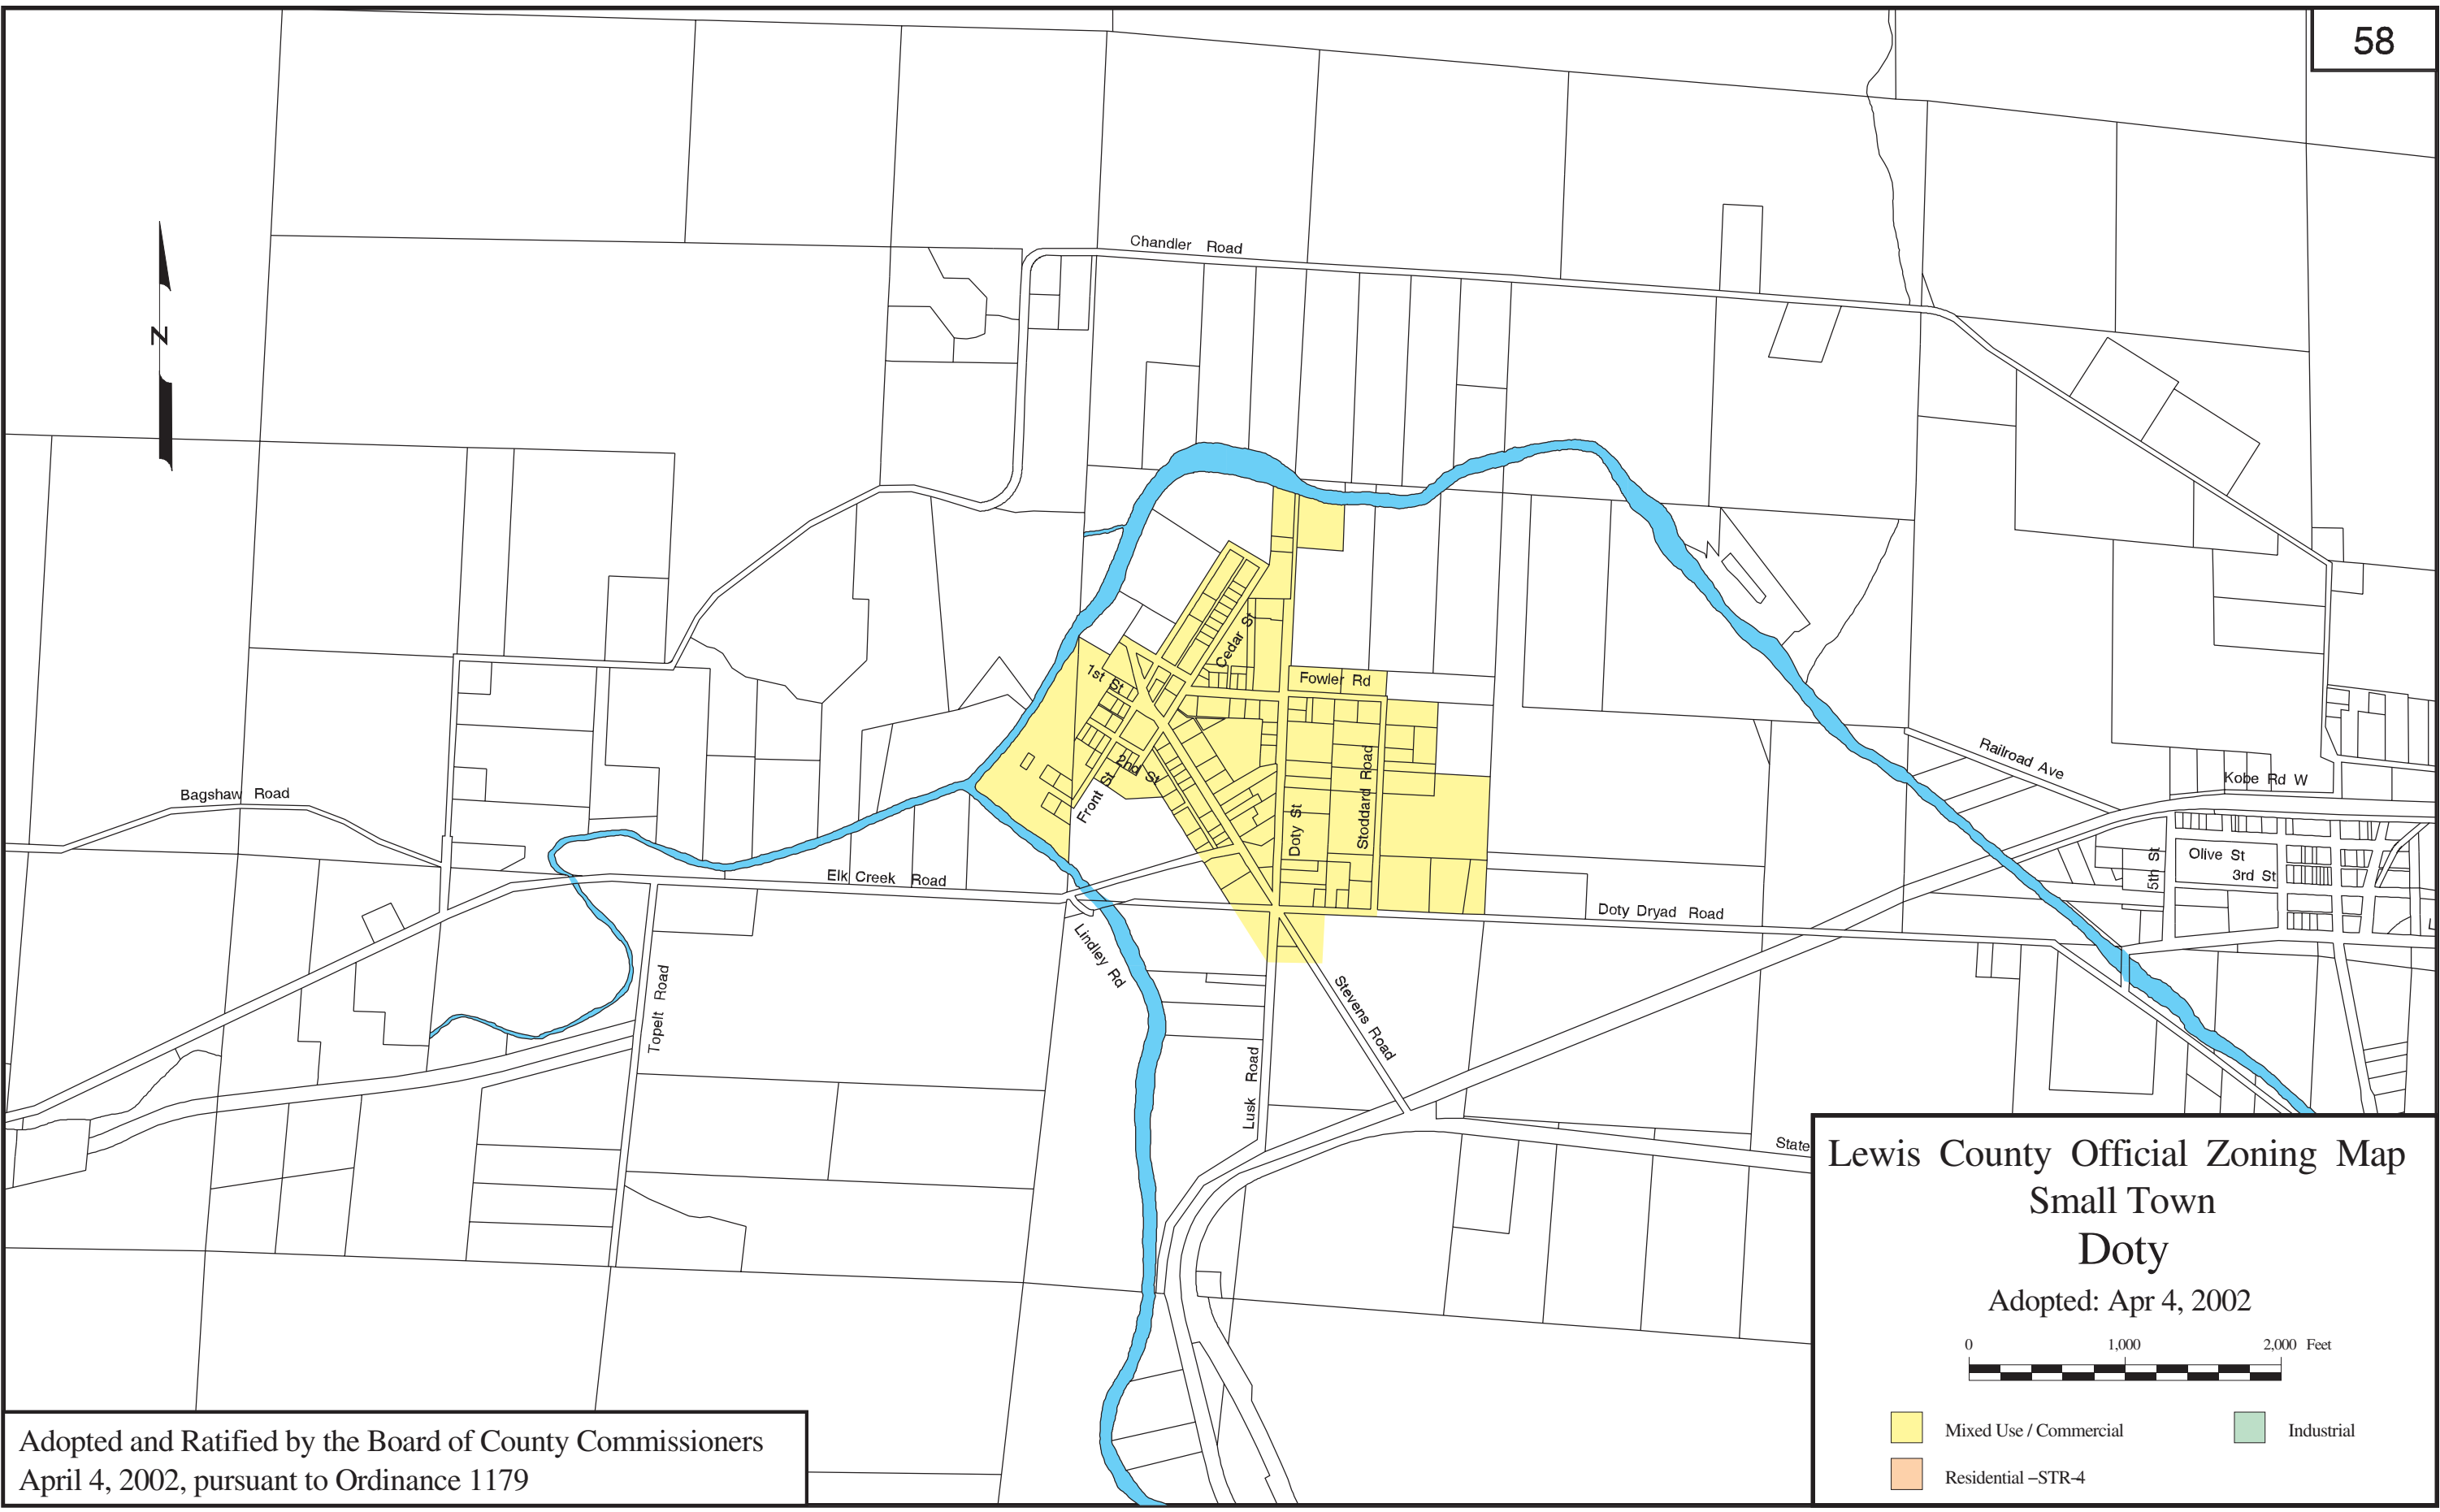 58
Chandler Road
N
Cedar St
1st St
Fowler Rd
2nd St
Front St
Doty St
Stoddard Road
Railroad Ave
Kobe Rd W
Bagshaw Road
Olive St
5th St
3rd St
Elk Creek Road
Doty Dryad Road
Lindley Rd
Topelt Road
Stevens Road
Lusk Road
State
Lewis County Official Zoning Map
Small Town
Doty
Adopted: Apr 4, 2002
0 1,000 2,000 Feet
Mixed Use / Commercial
Industrial
Residential –STR-4
Adopted and Ratified by the Board of County Commissioners
April 4, 2002, pursuant to Ordinance 1179